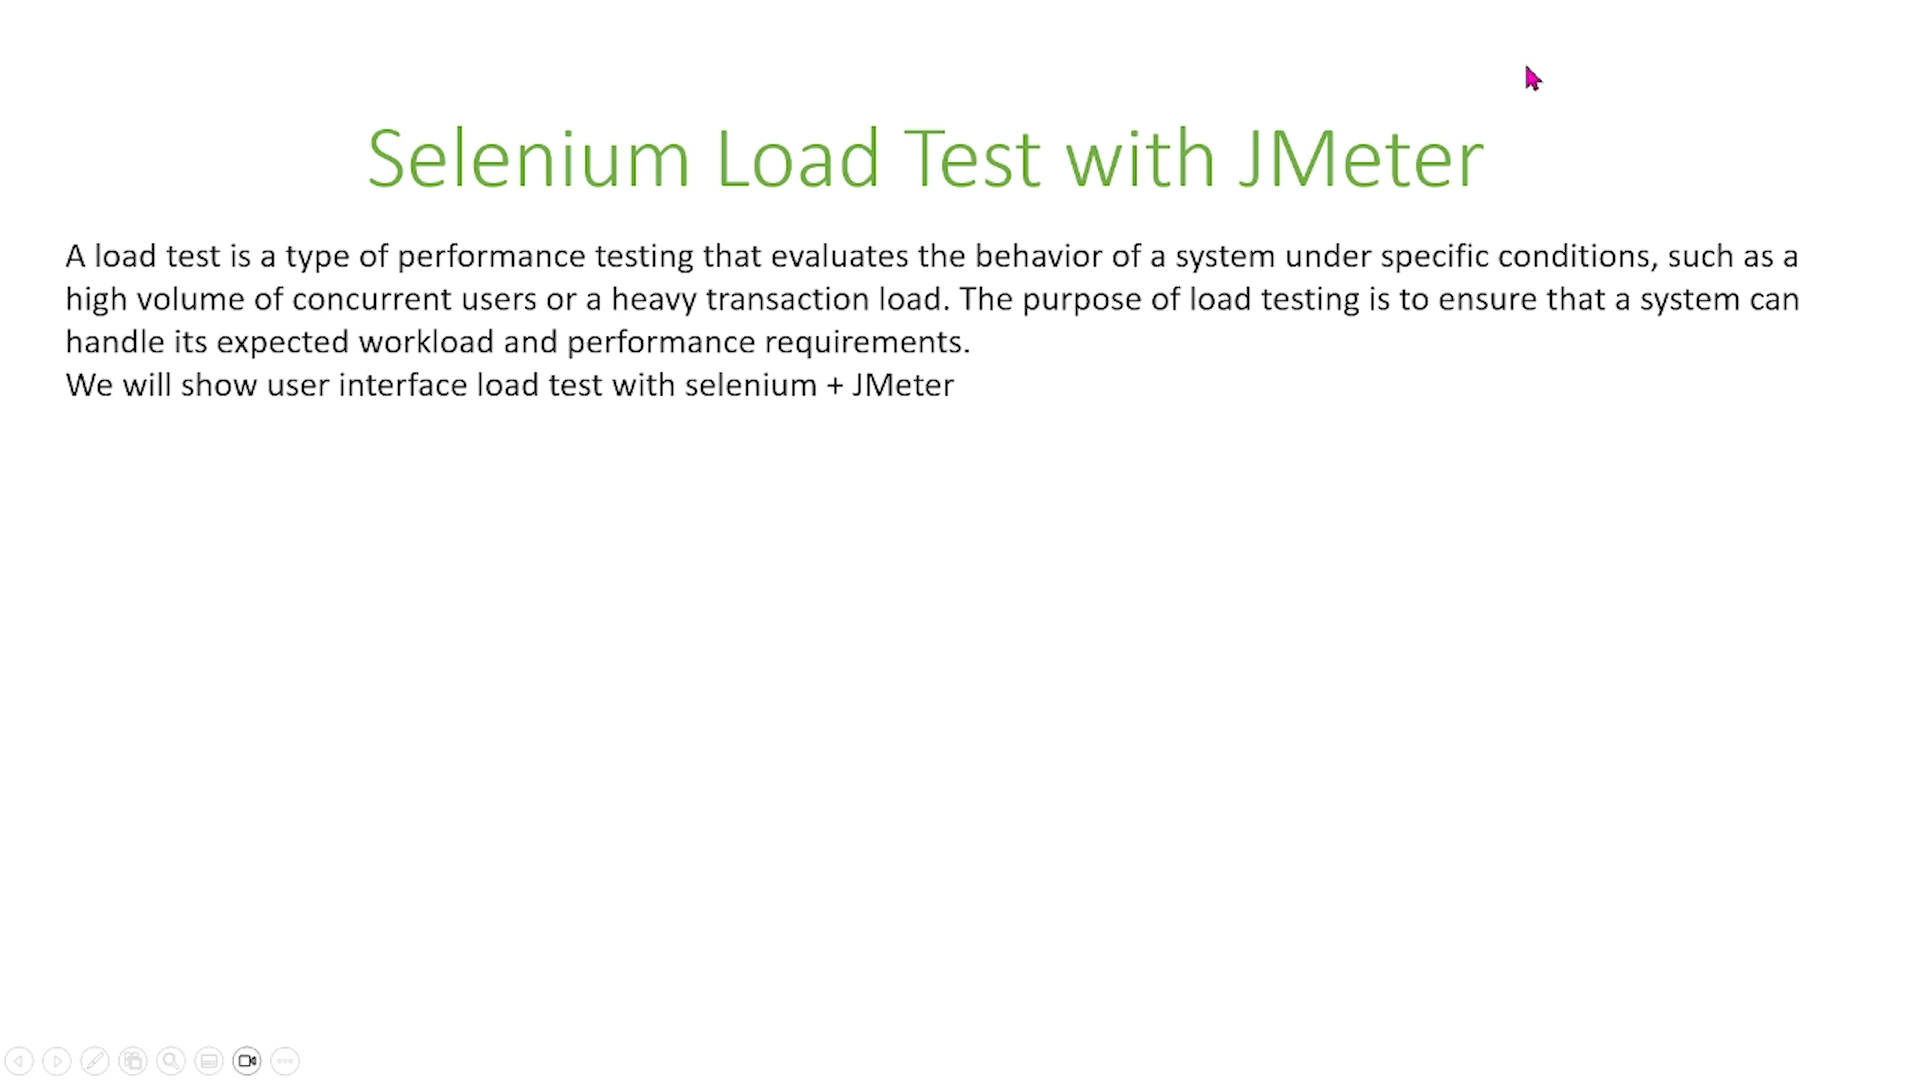 Selenium Load Test with JMeter
A load test is a type of performance testing that evaluates the behavior of a system under specific conditions, such as a
high volume of concurrent users or a heavy transaction load. The purpose of load testing is to ensure that a system can
handle its expected workload and performance requirements.
We will show user interface load test with selenium + JMeter